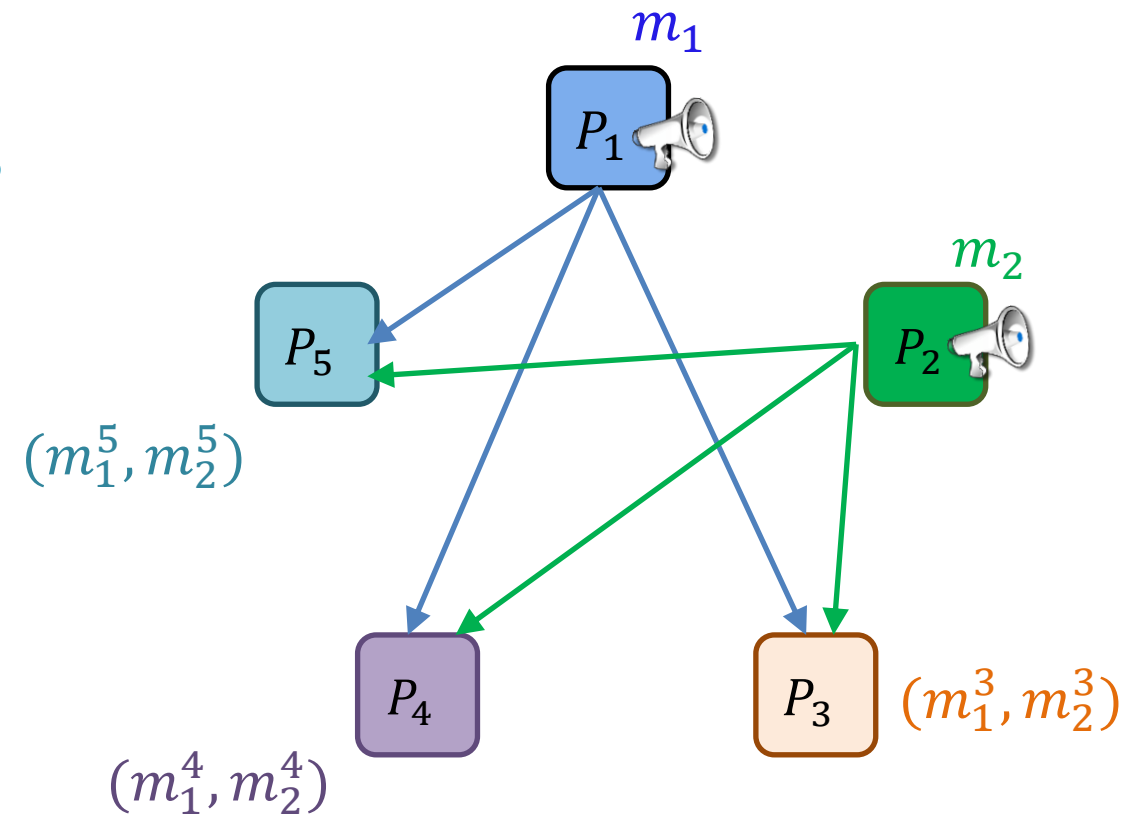 m₁
P₁
m₂
P₅
P₂
(m₁⁵, m₂⁵)
P₄
P₃
(m₁³, m₂³)
(m₁⁴, m₂⁴)